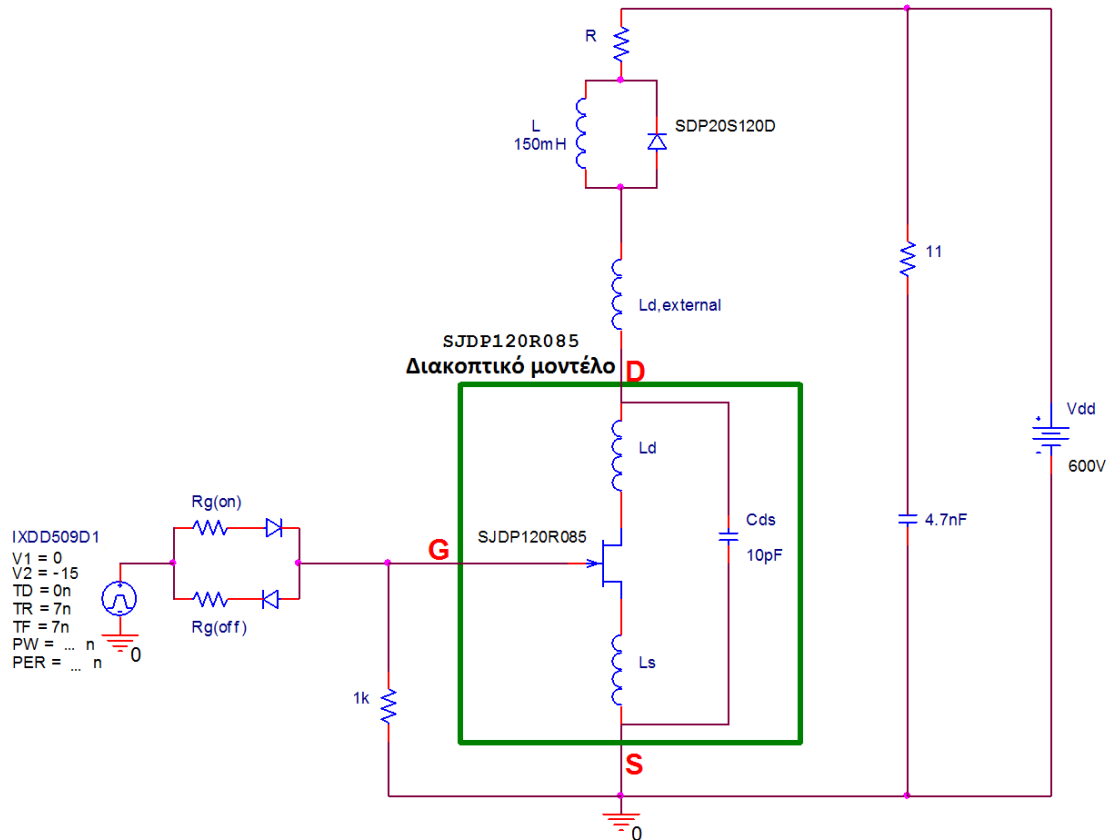 R
L
150mH
SDP20S120D
11
Ld,external
SJDP120R085
Διακοπτικό μοντέλο
D
Vdd
600V
Ld
Rg(on)
IXDD509D1
V1 = 0
V2 = -15
TD = 0n
TR = 7n
TF = 7n
PW = ... n
PER = ... n
0
Rg(off)
G
SJDP120R085
Cds
10pF
4.7nF
1k
Ls
S
0